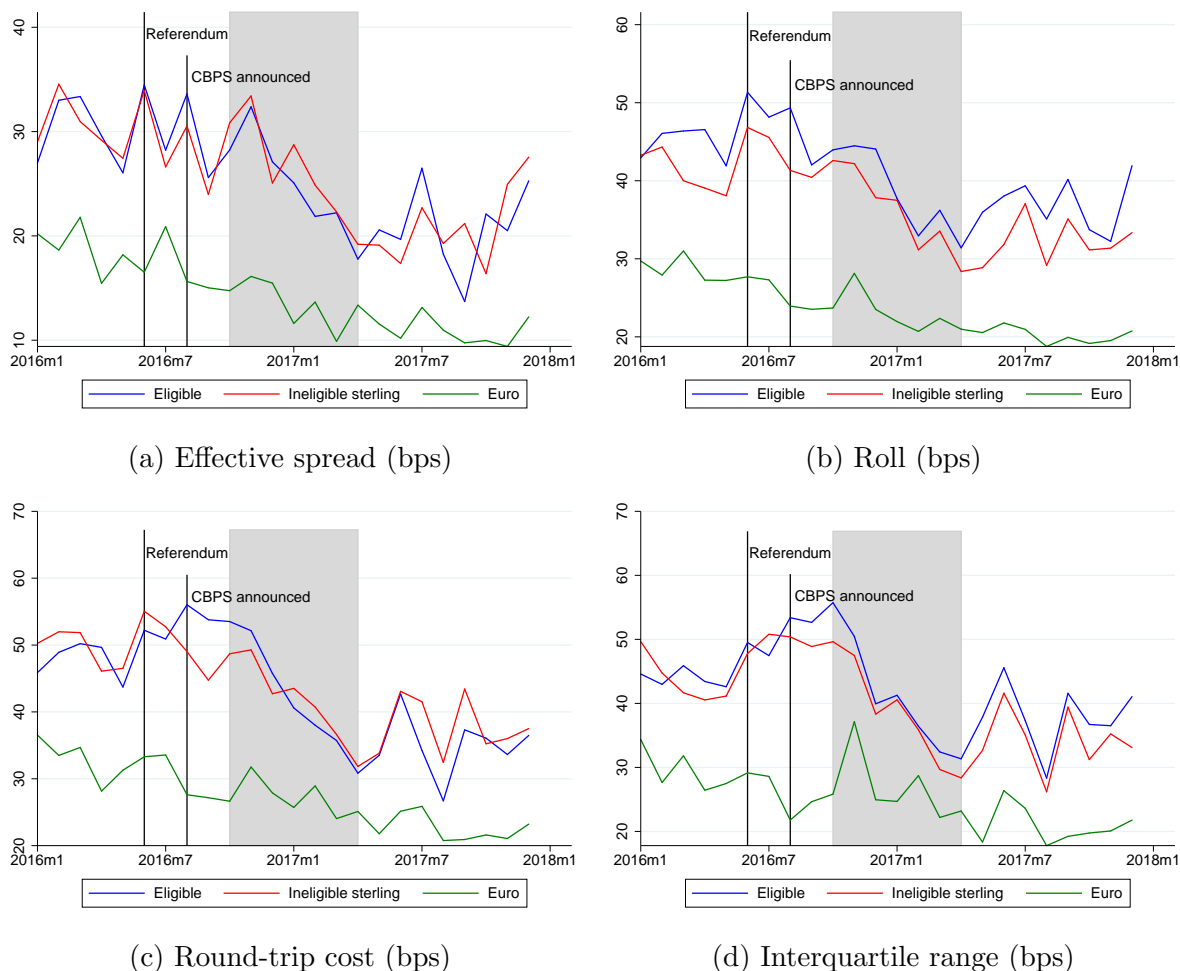 40
30
20
10
Referendum
CBPS announced
2016m1 2016m7 2017m1 2017m7 2018m1
Eligible Ineligible sterling Euro
(a) Effective spread (bps)
60
50
40
30
20
Referendum
CBPS announced
2016m1 2016m7 2017m1 2017m7 2018m1
Eligible Ineligible sterling Euro
(b) Roll (bps)
70
60
50
40
30
20
Referendum
CBPS announced
2016m1 2016m7 2017m1 2017m7 2018m1
Eligible Ineligible sterling Euro
(c) Round-trip cost (bps)
70
60
50
40
30
20
Referendum
CBPS announced
2016m1 2016m7 2017m1 2017m7 2018m1
Eligible Ineligible sterling Euro
(d) Interquartile range (bps)